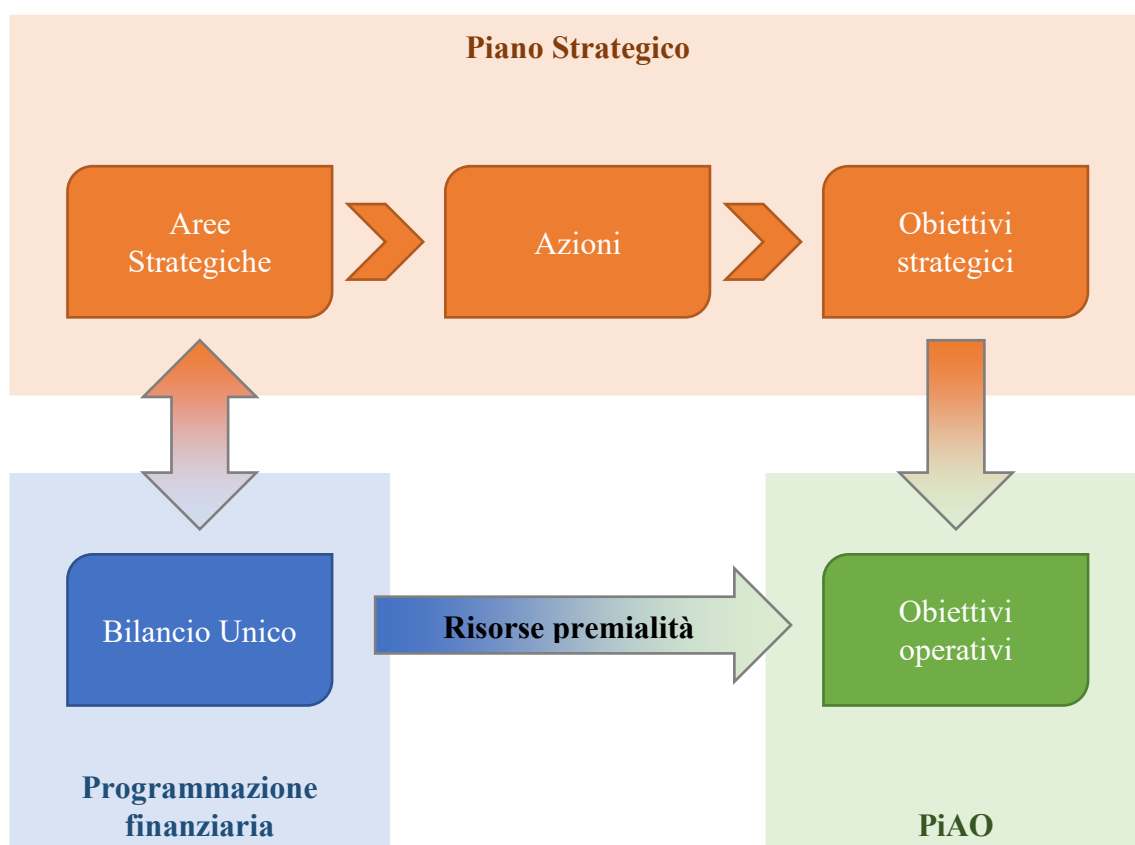 Piano Strategico
Aree
Strategiche
Azioni
Obiettivi
strategici
Bilancio Unico
Risorse premialità
Obiettivi
operativi
Programmazione
finanziaria
PiAO